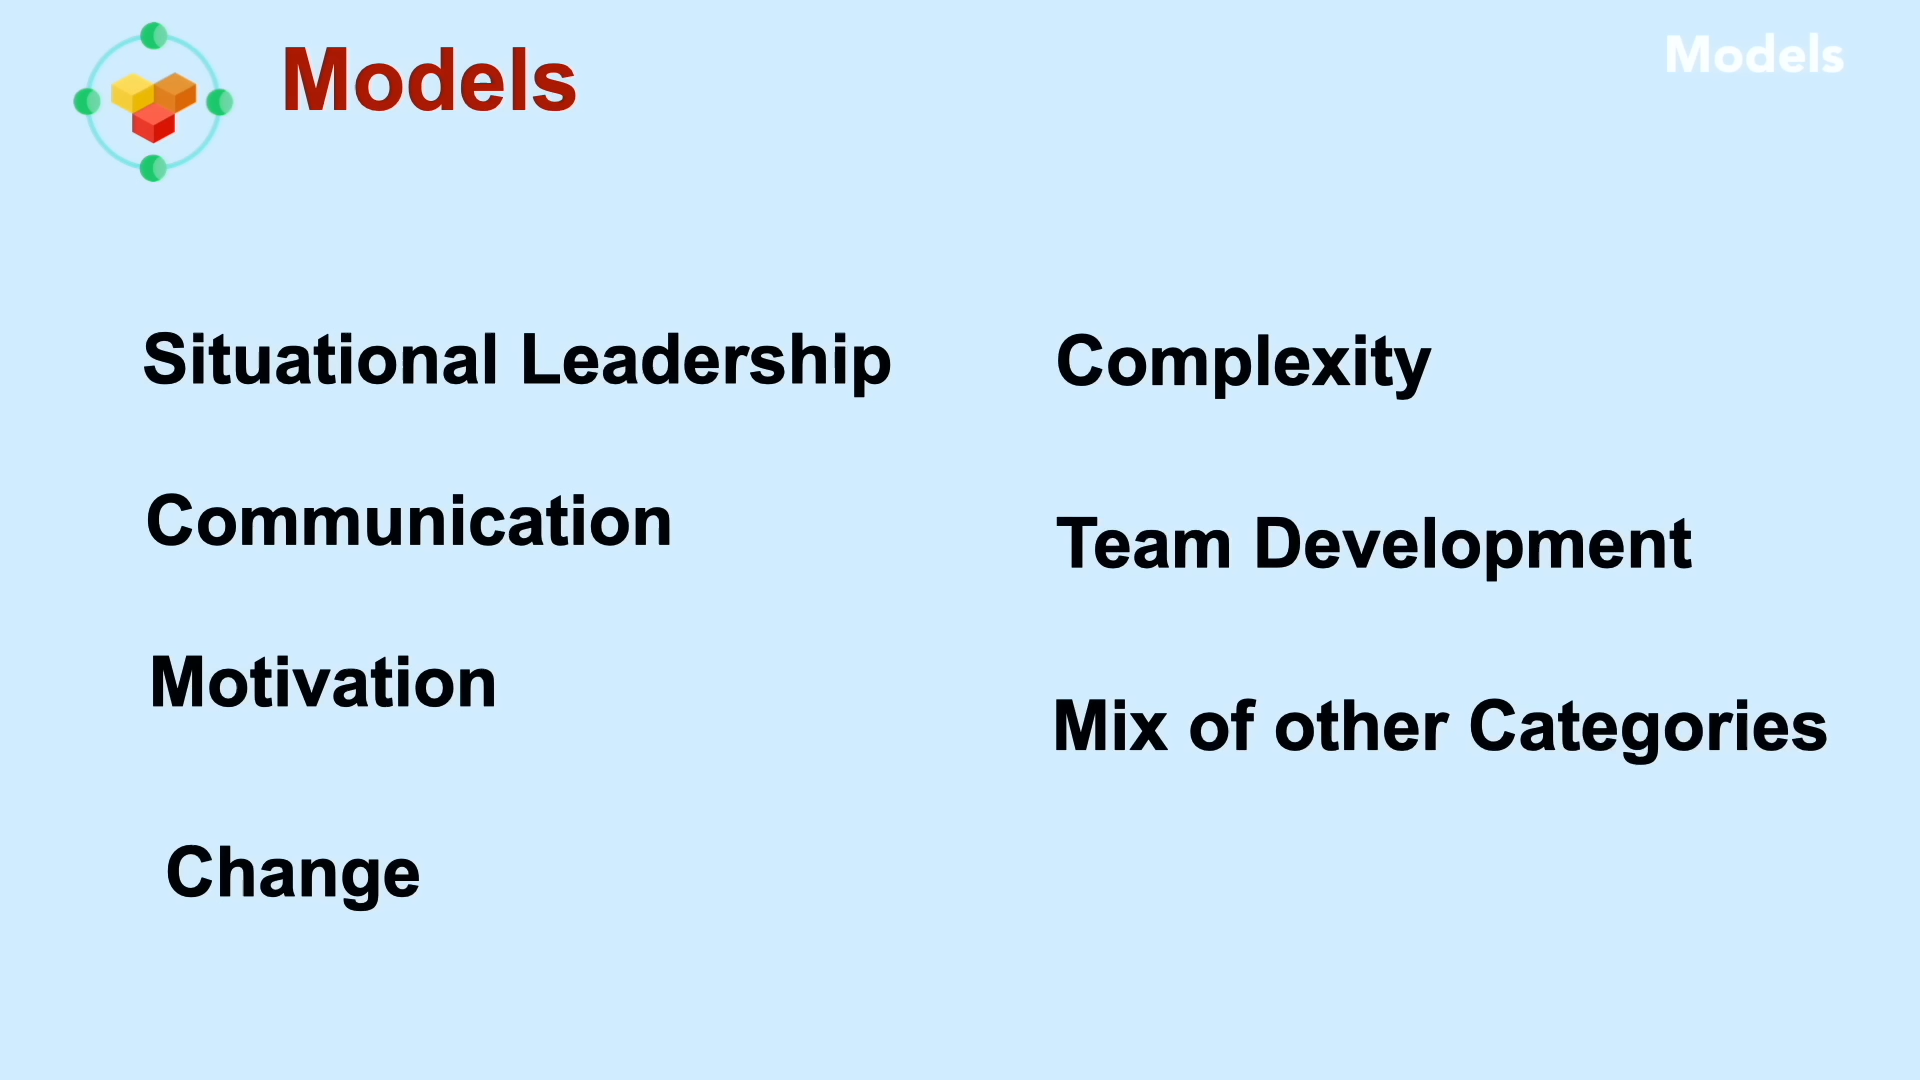 Models
Models
Situational Leadership
Communication
Motivation
Change
Complexity
Team Development
Mix of other Categories